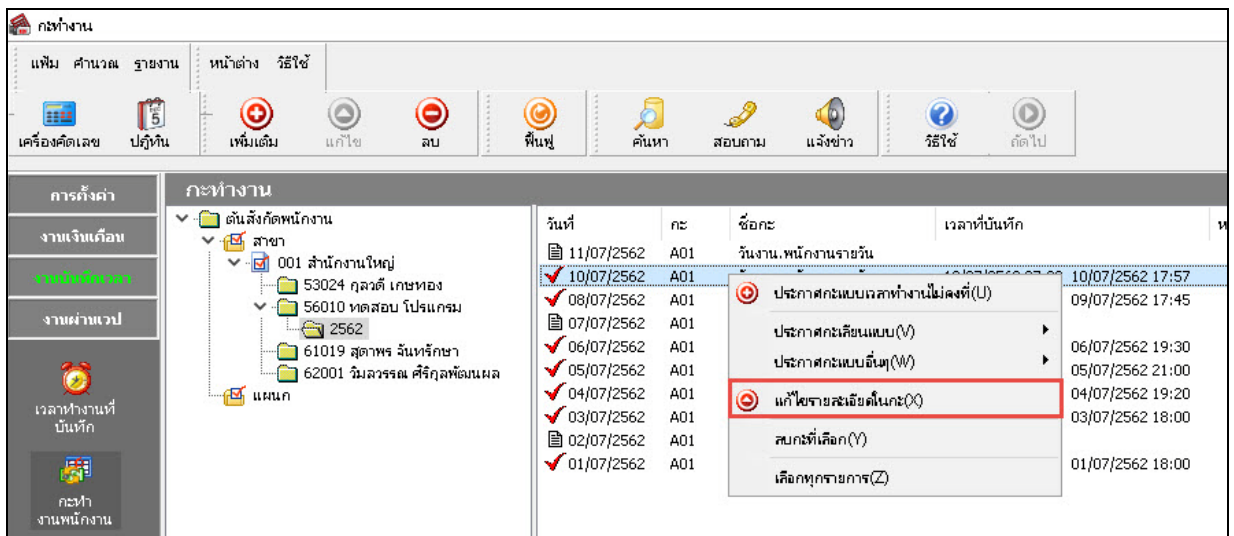 กะทำงาน
แฟ้ม คำนวณ รายงาน หน้าต่าง วิธีใช้
เครื่องคิดเลข ปฏิทิน เพิ่มเติม แก้ไข ลบ ฟื้นฟู ค้นหา สอบถาม แจ้งข่าว วิธีใช้ ถัดไป
การตั้งค่า
งานเงินเดือน
งานบันทึกเวลา
งานผ่านเวป
เวลาทำงานที่
บันทึก
กะทำ
งานพนักงาน
กะทำงาน
ต้นสังกัดพนักงาน
สาขา
001 สำนักงานใหญ่
53024 กุลวดี เกษทอง
56010 ทดสอบ โปรแกรม
2562
61019 สุดาพร จันทรักษา
62001 วิมลวรรณ ศิริกุลพัฒนผล
แผนก
วันที่ กะ ชื่อกะ เวลาที่บันทึก ห
11/07/2562 A01 วันงาน.พนักงานรายวัน
10/07/2562 A01 10/07/2562 17:57
08/07/2562 A01 09/07/2562 17:45
07/07/2562 A01
06/07/2562 A01 06/07/2562 19:30
05/07/2562 A01 05/07/2562 21:00
04/07/2562 A01 04/07/2562 19:20
03/07/2562 A01 03/07/2562 18:00
02/07/2562 A01
01/07/2562 A01 01/07/2562 18:00
ประกาศกะแบบเวลาทำงานไม่คงที่(U)
ประกาศกะเลียนแบบ(V)
ประกาศกะแบบอื่นๆ(W)
แก้ไขรายละเอียดในกะ(X)
ลบกะที่เลือก(Y)
เลือกทุกรายการ(Z)